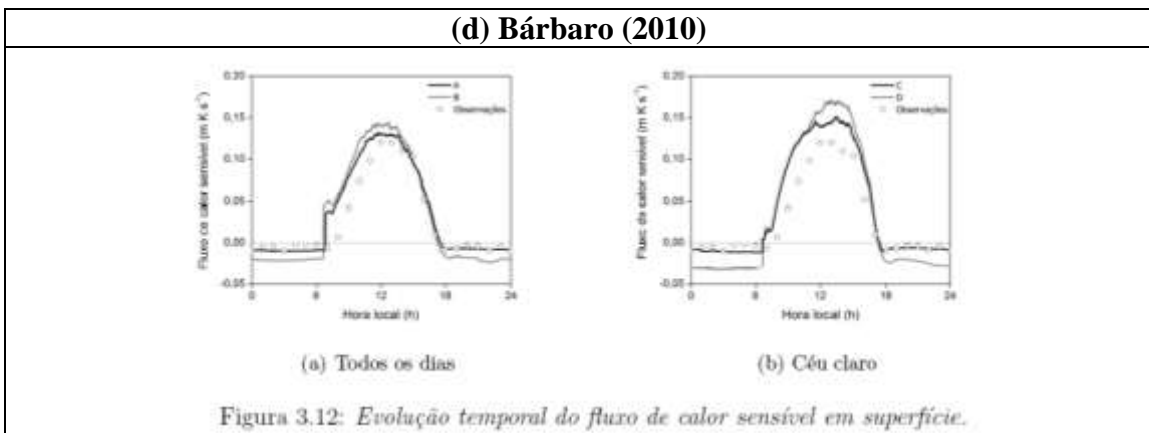 (d) Bárbaro (2010)
0,20
0,15
0,10
0,05
0,00
-0,05
Fluxo de calor sensível (m K s⁻¹)
A
B
Observações
0
6
12
18
24
Hora local (h)
(a) Todos os dias
0,20
0,15
0,10
0,05
0,00
-0,05
Fluxo de calor sensível (m K s⁻¹)
C
D
Observações
0
6
12
18
24
Hora local (h)
(b) Céu claro
Figura 3.12: Evolução temporal do fluxo de calor sensível em superfície.